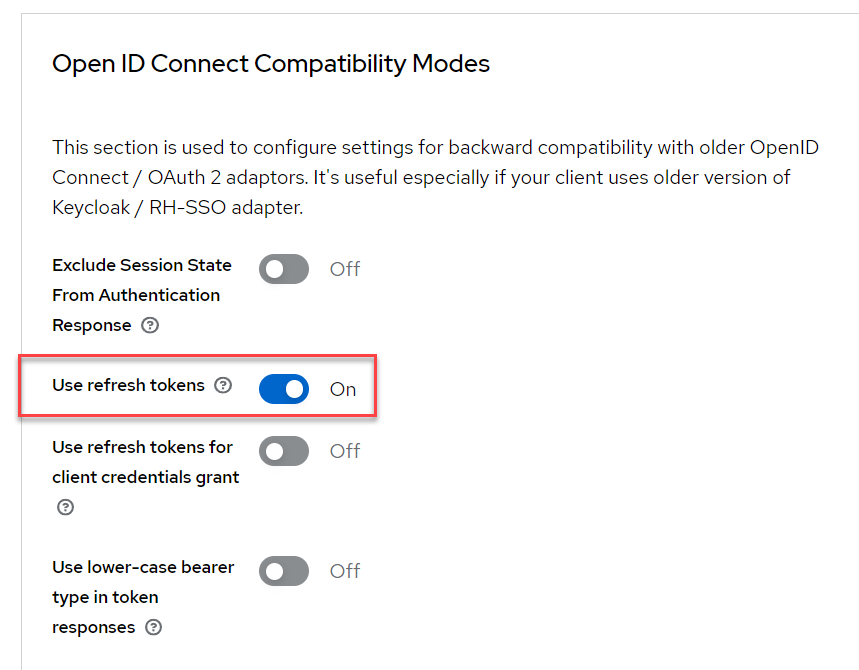 Open ID Connect Compatibility Modes
This section is used to configure settings for backward compatibility with older OpenID
Connect / OAuth 2 adaptors. It's useful especially if your client uses older version of
Keycloak / RH-SSO adapter.
Exclude Session State
From Authentication
Response ?
Off
Use refresh tokens ?
On
Use refresh tokens for
client credentials grant
?
Off
Use lower-case bearer
type in token
responses ?
Off